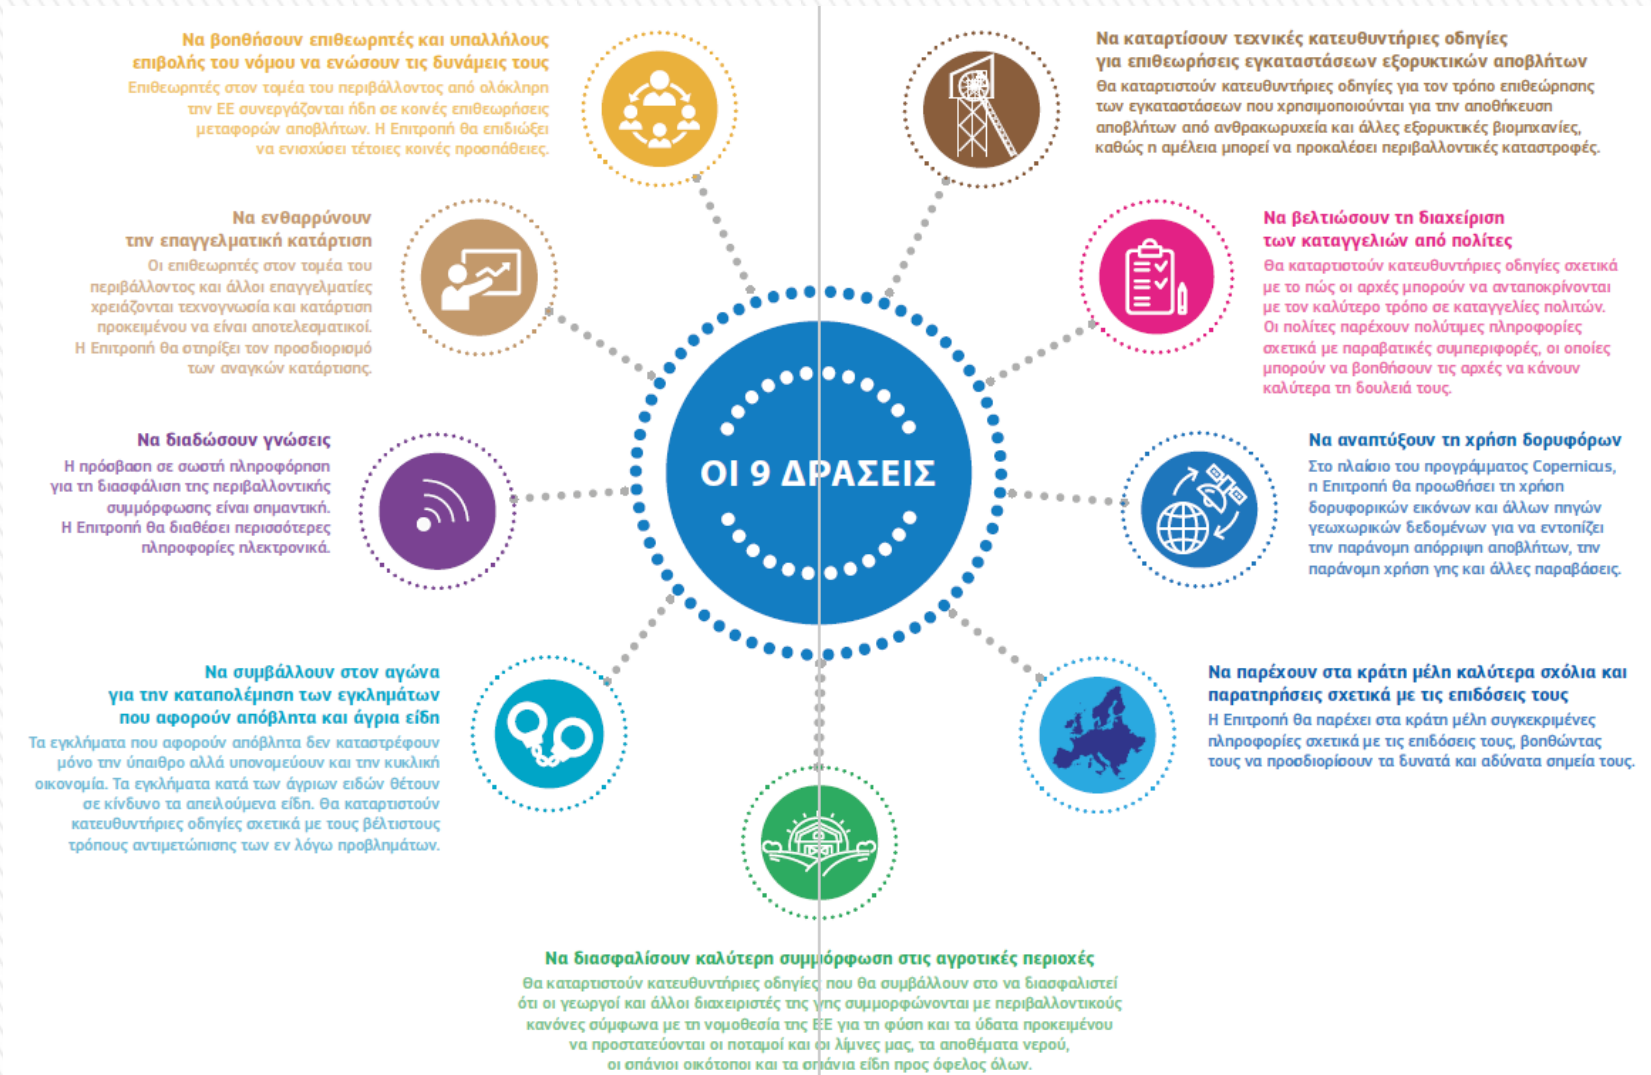 Να βοηθήσουν επιθεωρητές και υπαλλήλους
επιβολής του νόμου να ενώσουν τις δυνάμεις τους
Επιθεωρητές στον τομέα του περιβάλλοντος από ολόκληρη
την ΕΕ συνεργάζονται ήδη σε κοινές επιθεωρήσεις
μεταφορών αποβλήτων. Η Επιτροπή θα επιδιώξει
να ενισχύσει τέτοιες κοινές προσπάθειες.
Να καταρτίσουν τεχνικές κατευθυντήριες οδηγίες
για επιθεωρήσεις εγκαταστάσεων εξορυκτικών αποβλήτων
Θα καταρτιστούν κατευθυντήριες οδηγίες για τον τρόπο επιθεώρησης
των εγκαταστάσεων που χρησιμοποιούνται για την αποθήκευση
αποβλήτων από ανθρακωρυχεία και άλλες εξορυκτικές βιομηχανίες,
καθώς η αμέλεια μπορεί να προκαλέσει περιβαλλοντικές καταστροφές.
Να ενθαρρύνουν
την επαγγελματική κατάρτιση
Οι επιθεωρητές στον τομέα του
περιβάλλοντος και άλλοι επαγγελματίες
χρειάζονται τεχνογνωσία και κατάρτιση
προκειμένου να είναι αποτελεσματικοί.
Η Επιτροπή θα στηρίξει τον προσδιορισμό
των αναγκών κατάρτισης.
Να βελτιώσουν τη διαχείριση
των καταγγελιών από πολίτες
Θα καταρτιστούν κατευθυντήριες οδηγίες σχετικά
με το πώς οι αρχές μπορούν να ανταποκρίνονται
με τον καλύτερο τρόπο σε καταγγελίες πολιτών.
Οι πολίτες παρέχουν πολύτιμες πληροφορίες
σχετικά με παραβατικές συμπεριφορές, οι οποίες
μπορούν να βοηθήσουν τις αρχές να κάνουν
καλύτερα τη δουλειά τους.
Να διαδώσουν γνώσεις
Η πρόσβαση σε σωστή πληροφόρηση
για τη διασφάλιση της περιβαλλοντικής
συμμόρφωσης είναι σημαντική.
Η Επιτροπή θα διαθέσει περισσότερες
πληροφορίες ηλεκτρονικά.
ΟΙ 9 ΔΡΑΣΕΙΣ
Να αναπτύξουν τη χρήση δορυφόρων
Στο πλαίσιο του προγράμματος Copernicus,
η Επιτροπή θα προωθήσει τη χρήση
δορυφορικών εικόνων και άλλων πηγών
γεωχωρικών δεδομένων για να εντοπίζει
την παράνομη απόρριψη αποβλήτων, την
παράνομη χρήση γης και άλλες παραβάσεις.
Να συμβάλλουν στον αγώνα
για την καταπολέμηση των εγκλημάτων
που αφορούν απόβλητα και άγρια είδη
Τα εγκλήματα που αφορούν απόβλητα δεν καταστρέφουν
μόνο την ύπαιθρο αλλά υπονομεύουν και την κυκλική
οικονομία. Τα εγκλήματα κατά των άγριων ειδών θέτουν
σε κίνδυνο τα απειλούμενα είδη. Θα καταρτιστούν
κατευθυντήριες οδηγίες σχετικά με τους βέλτιστους
τρόπους αντιμετώπισης των εν λόγω προβλημάτων.
Να παρέχουν στα κράτη μέλη καλύτερα σχόλια και
παρατηρήσεις σχετικά με τις επιδόσεις τους
Η Επιτροπή θα παρέχει στα κράτη μέλη συγκεκριμένες
πληροφορίες σχετικά με τις επιδόσεις τους, βοηθώντας
τους να προσδιορίσουν τα δυνατά και αδύνατα σημεία τους.
Να διασφαλίσουν καλύτερη συμμόρφωση στις αγροτικές περιοχές
Θα καταρτιστούν κατευθυντήριες οδηγίες που θα συμβάλλουν στο να διασφαλιστεί
ότι οι γεωργοί και άλλοι διαχειριστές της γης συμμορφώνονται με περιβαλλοντικούς
κανόνες σύμφωνα με τη νομοθεσία της ΕΕ για τη φύση και τα ύδατα προκειμένου
να προστατεύονται οι ποταμοί και οι λίμνες μας, τα αποθέματα νερού,
οι σπάνιοι οικότοποι και τα σπάνια είδη προς όφελος όλων.